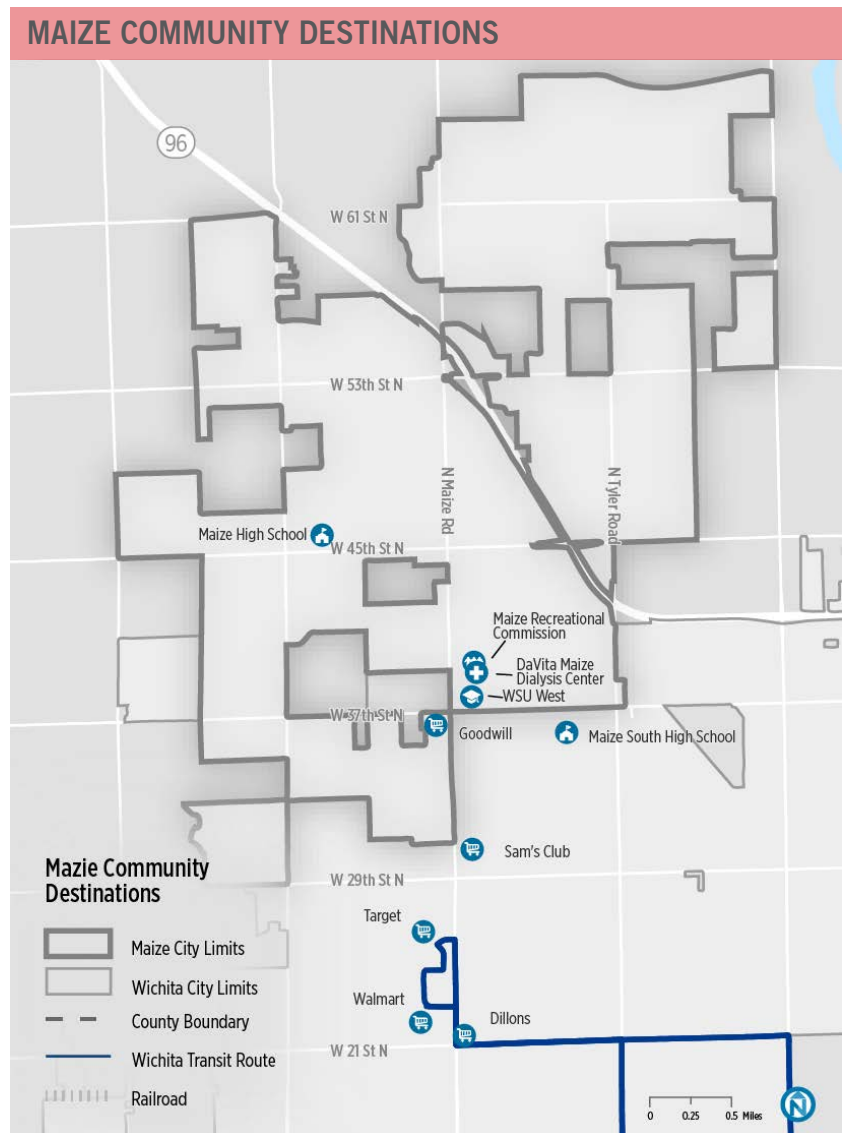 MAIZE COMMUNITY DESTINATIONS
96
W 61 St N
W 53th St N
N Maize Rd
N Tyler Road
Maize High School
W 45th St N
Maize Recreational
Commission
DaVita Maize
Dialysis Center
WSU West
W 37th St N
Goodwill
Maize South High School
Sam's Club
W 29th St N
Target
Walmart
Dillons
W 21 St N
Mazie Community
Destinations
Maize City Limits
Wichita City Limits
County Boundary
Wichita Transit Route
Railroad
0 0.25 0.5 Miles
N